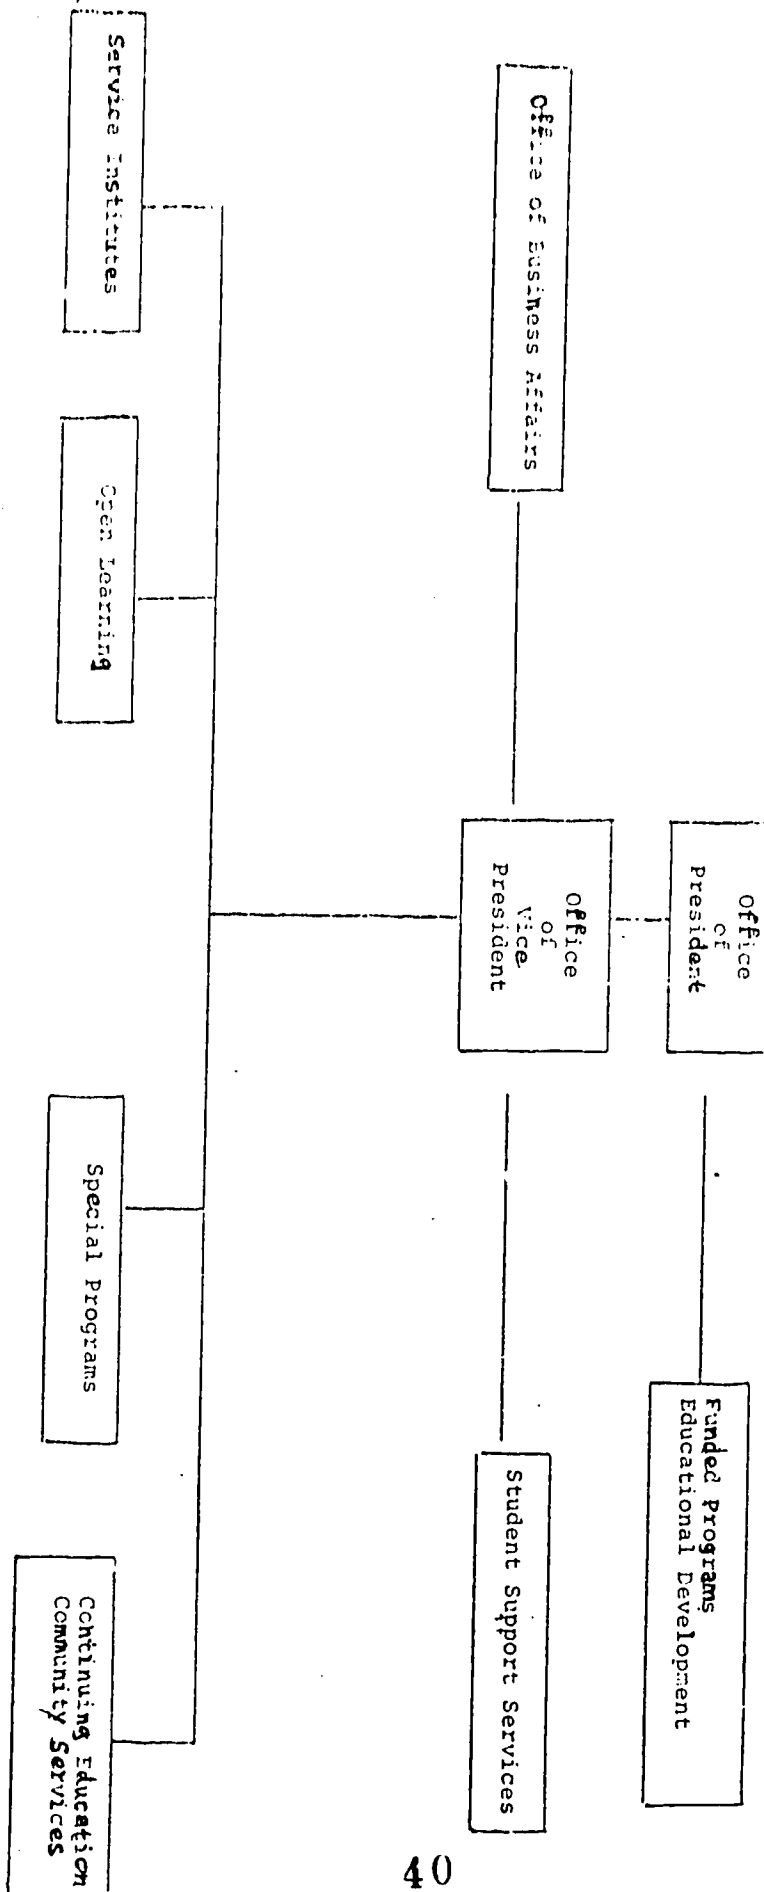 Office
of
President
Funded Programs
Educational Development
Office
of
Vice
President
Office of Business Affairs
Student Support Services
Service Institutes
Open Learning
Special Programs
Continuing Education
Community Services
40